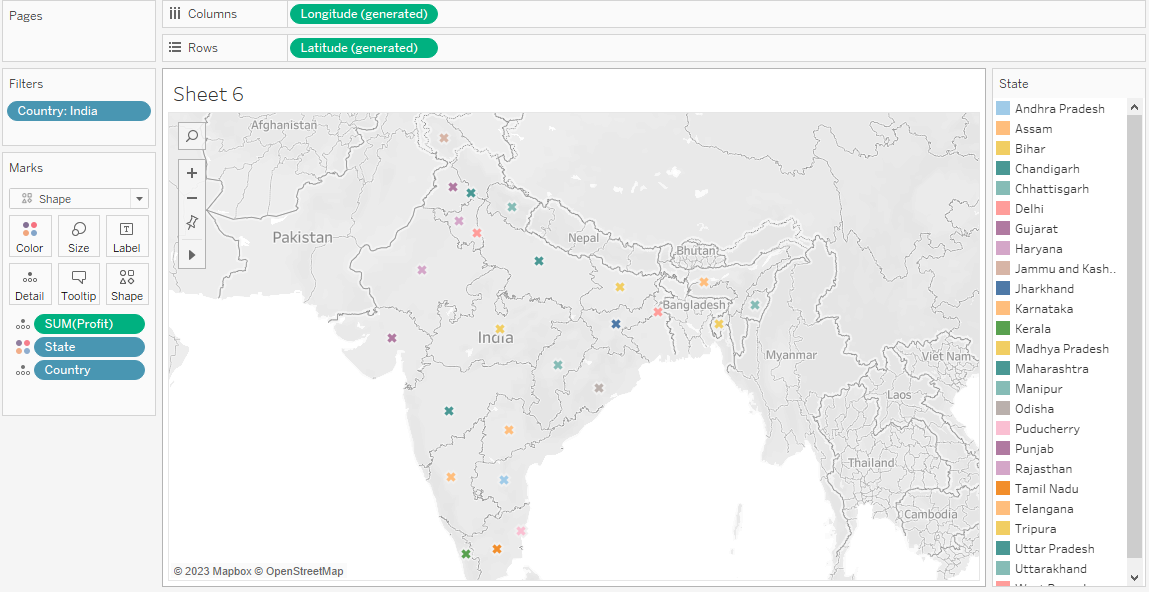 Pages
Columns
Longitude (generated)
Rows
Latitude (generated)
Filters
Country: India
Marks
Shape
Color
Size
Label
Detail
Tooltip
Shape
SUM(Profit)
State
Country
Sheet 6
Afghanistan
Pakistan
Nepal
Bhutan
Bangladesh
India
Myanmar
Viet Nam
Laos
Thailand
Cambodia
© 2023 Mapbox © OpenStreetMap
State
Andhra Pradesh
Assam
Bihar
Chandigarh
Chhattisgarh
Delhi
Gujarat
Haryana
Jammu and Kash..
Jharkhand
Karnataka
Kerala
Madhya Pradesh
Maharashtra
Manipur
Odisha
Puducherry
Punjab
Rajasthan
Tamil Nadu
Telangana
Tripura
Uttar Pradesh
Uttarakhand